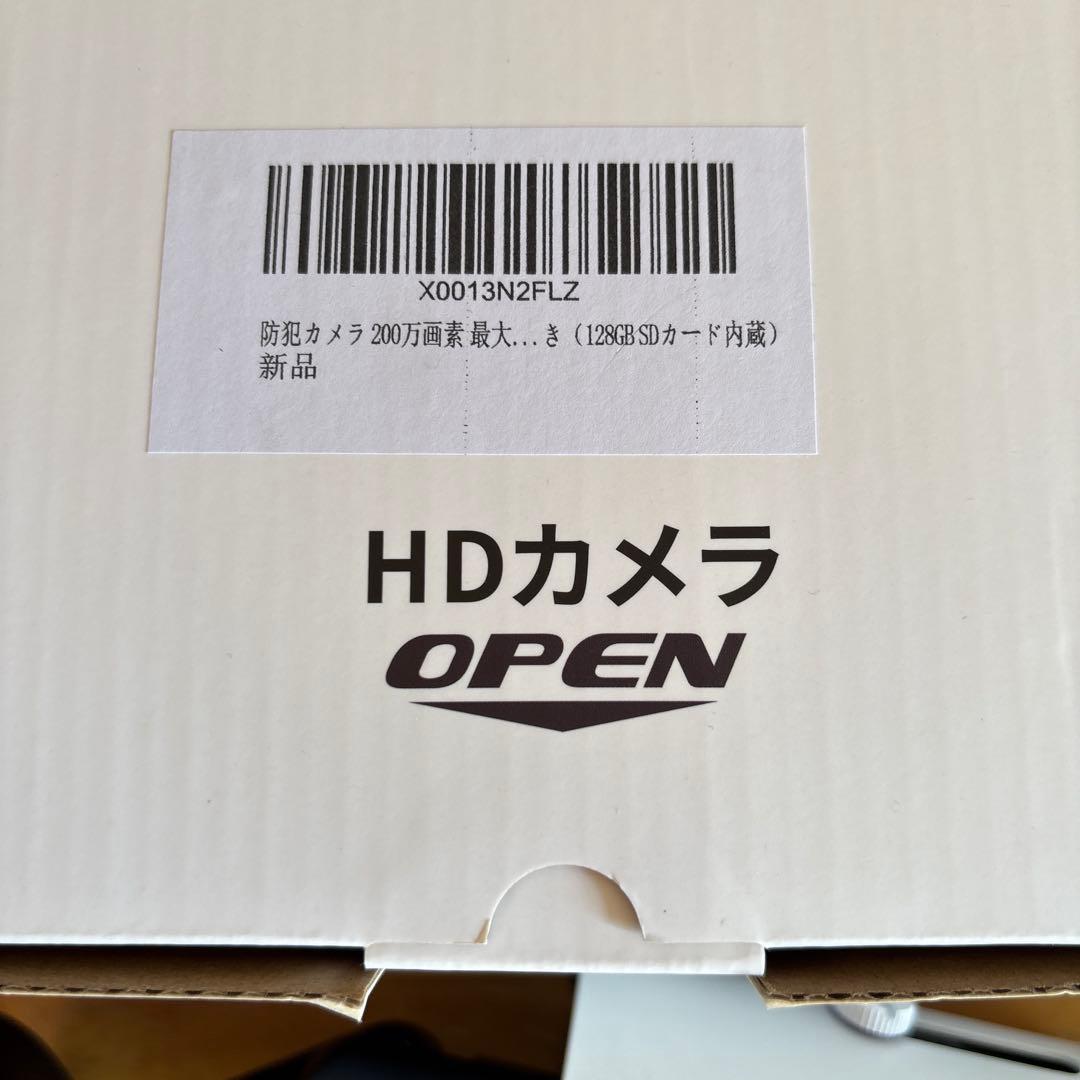 X0013N2FLZ
防犯カメラ 200万画素 最大...き（128GB SDカード内蔵）
新品
HDカメラ
OPEN